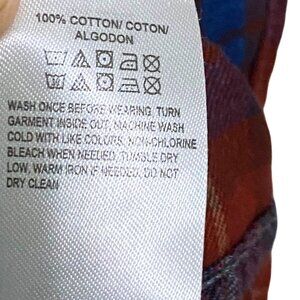 100% COTTON/ COTON/
ALGODON
WASH ONCE BEFORE WEARING, TURN
GARMENT INSIDE OUT, MACHINE WASH
COLD WITH LIKE COLORS, NON-CHLORINE
BLEACH WHEN NEEDED, TUMBLE DRY
LOW, WARM IRON IF NEEDED, DO NOT
DRY CLEAN